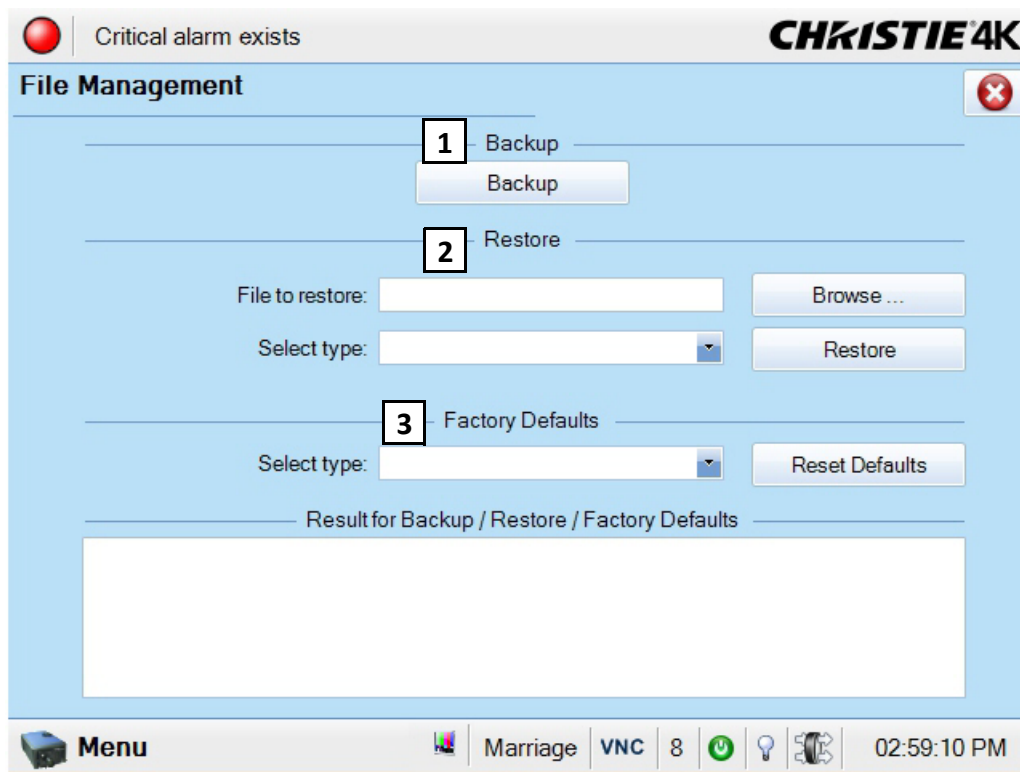 Critical alarm exists
CHRISTIE 4K
File Management
1
Backup
Backup
2
Restore
File to restore:
Browse ...
Select type:
Restore
3
Factory Defaults
Select type:
Reset Defaults
Result for Backup / Restore / Factory Defaults
Menu
Marriage
VNC
8
02:59:10 PM